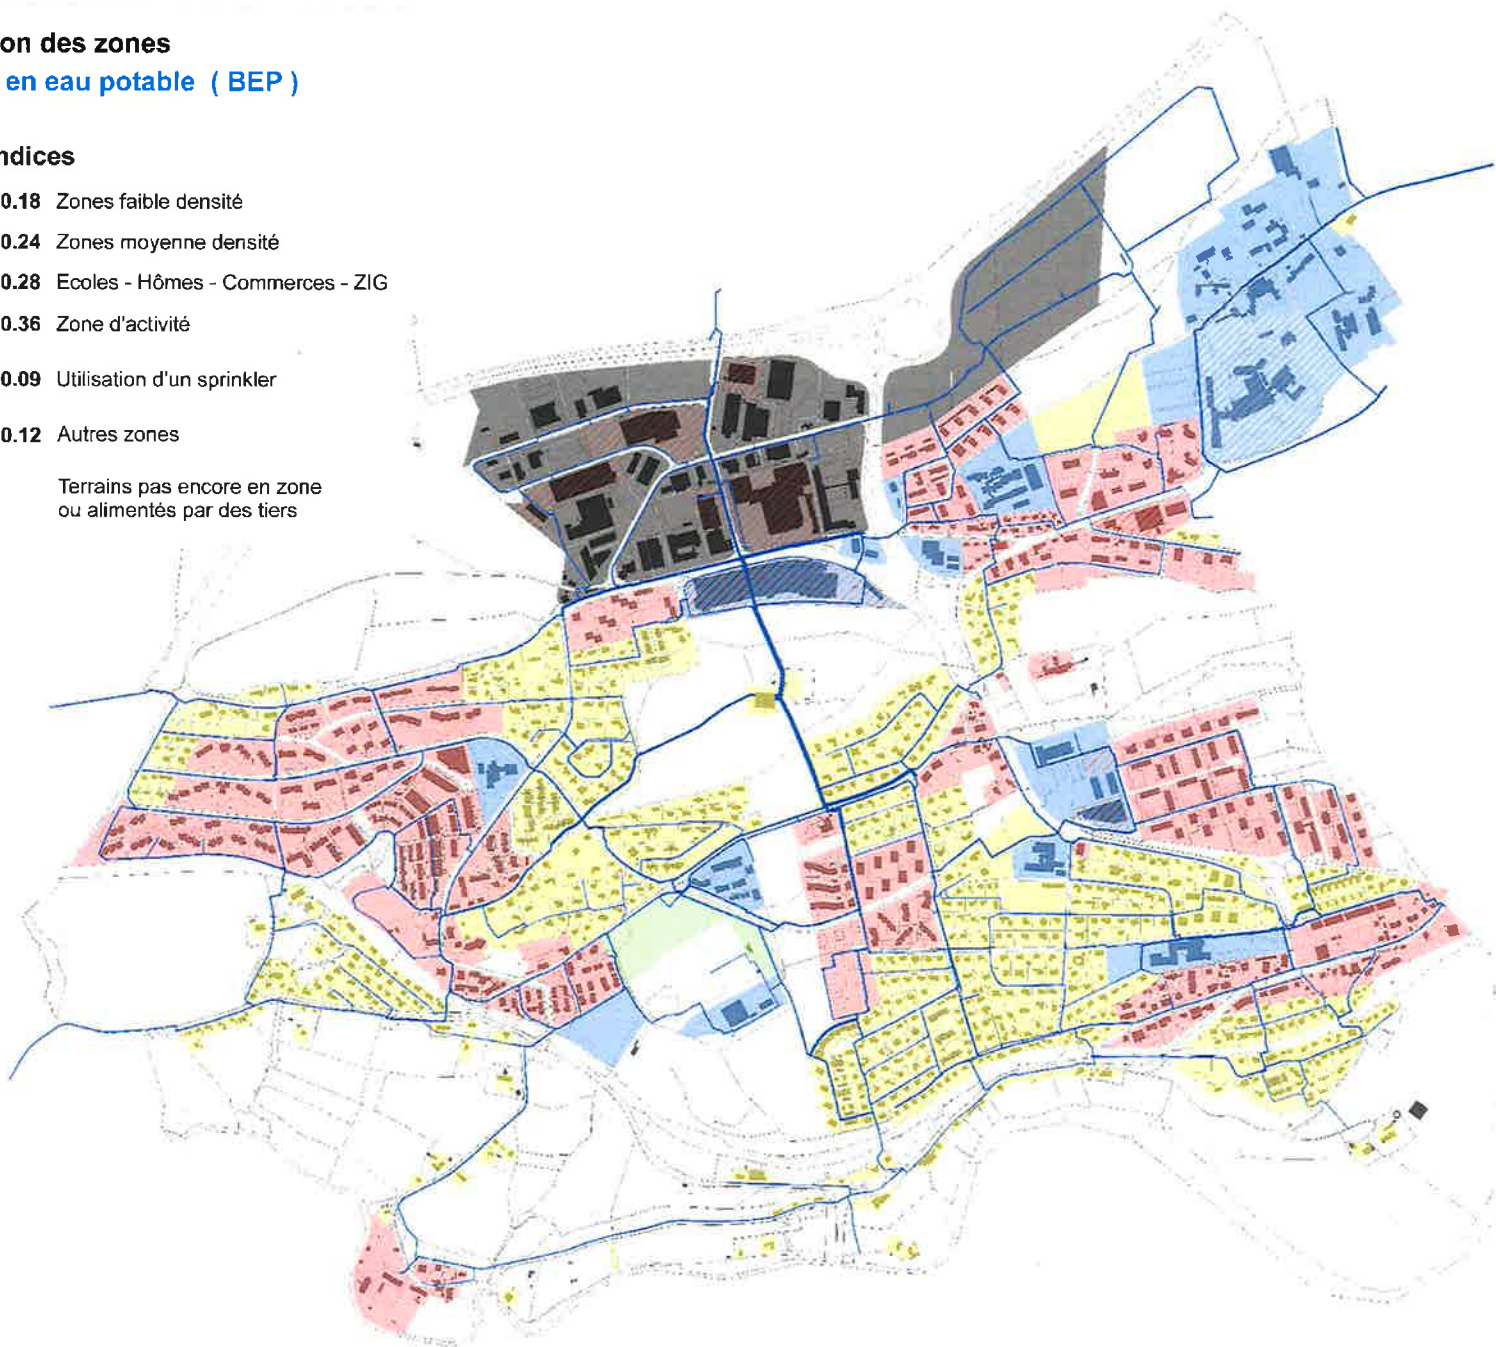 on des zones
en eau potable ( BEP )
ndices
0.18 Zones faible densité
0.24 Zones moyenne densité
0.28 Ecoles - Hômes - Commerces - ZIG
0.36 Zone d'activité
0.09 Utilisation d'un sprinkler
0.12 Autres zones
Terrains pas encore en zone
ou alimentés par des tiers